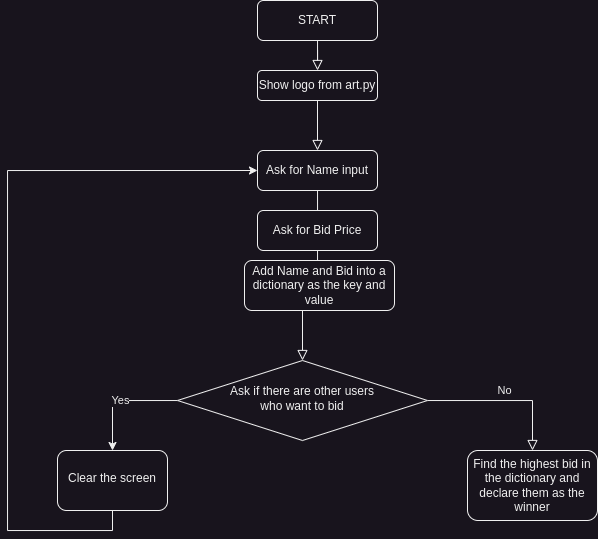 START
Show logo from art.py
Ask for Name input
Ask for Bid Price
Add Name and Bid into a
dictionary as the key and
value
Ask if there are other users
who want to bid
Yes
No
Clear the screen
Find the highest bid in
the dictionary and
declare them as the
winner